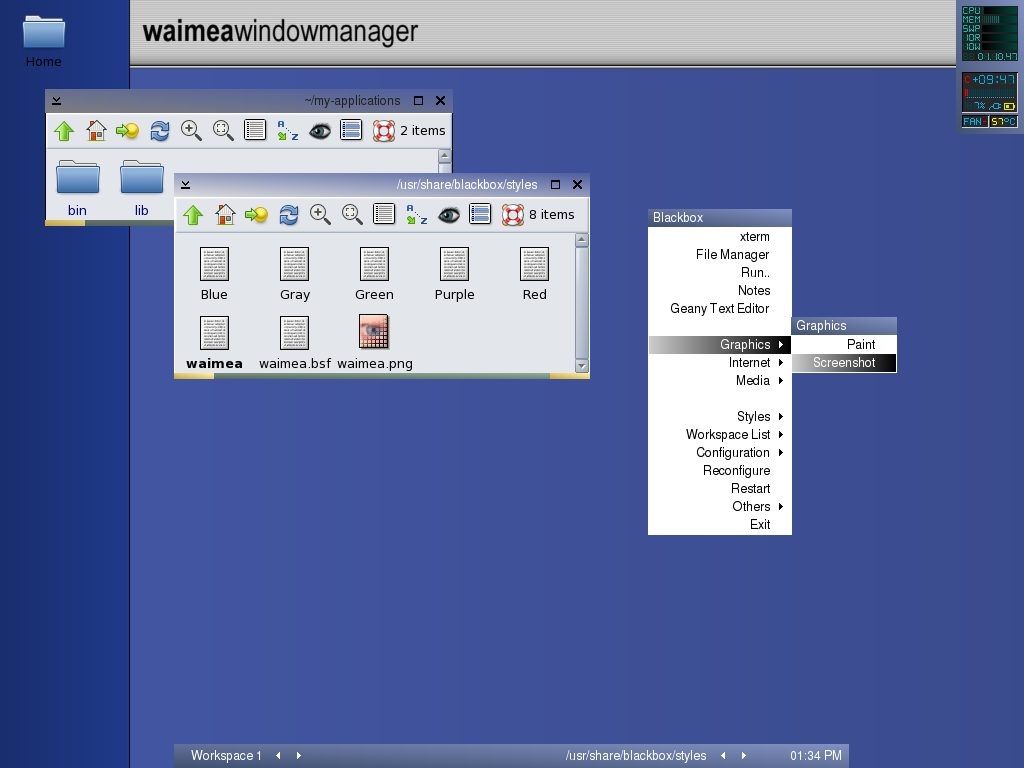 Home
waimeawindowmanager
CPU
MEM
SWP
IOR
IOW
01.10.47
C+09:47
7%
FAN 57°C
~/my-applications
2 items
bin lib
/usr/share/blackbox/styles
8 items
Blue Gray Green Purple Red
waimea waimea.bsf waimea.png
Blackbox
xterm
File Manager
Run..
Notes
Geany Text Editor
Graphics
Internet
Media
Styles
Workspace List
Configuration
Reconfigure
Restart
Others
Exit
Graphics
Paint
Screenshot
Workspace 1 /usr/share/blackbox/styles 01:34 PM